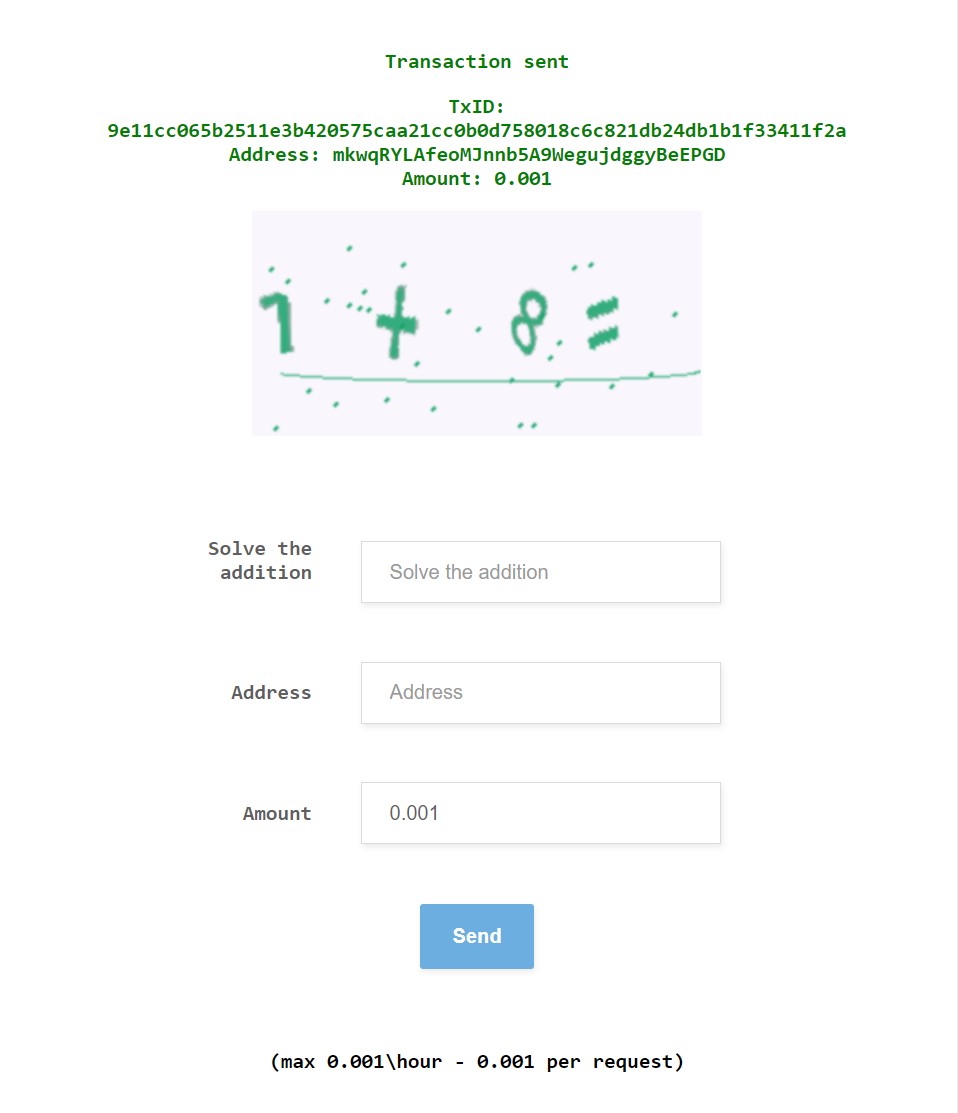 Transaction sent
TxID:
9e11cc065b2511e3b420575caa21cc0b0d758018c6c821db24db1b1f33411f2a
Address: mkwqRYLAfeoMJnnb5A9WegujdggyBeEPGD
Amount: 0.001
1 + 8 =
Solve the
addition
Solve the addition
Address
Address
Amount
0.001
Send
(max 0.001\hour - 0.001 per request)